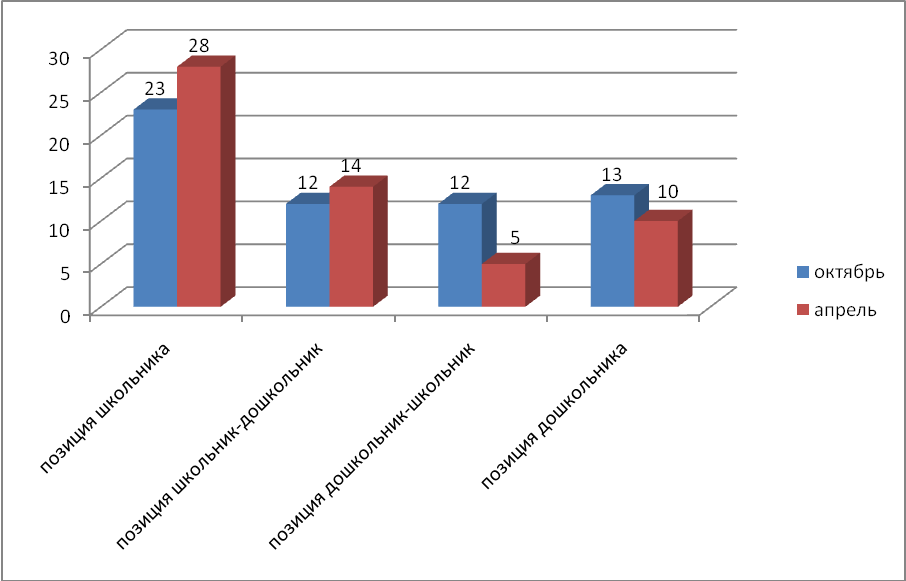 30
25
20
15
10
5
0
23
28
12
14
12
5
13
10
позиция школьника
позиция школьник-дошкольник
позиция дошкольник-школьник
позиция дошкольника
октябрь
апрель